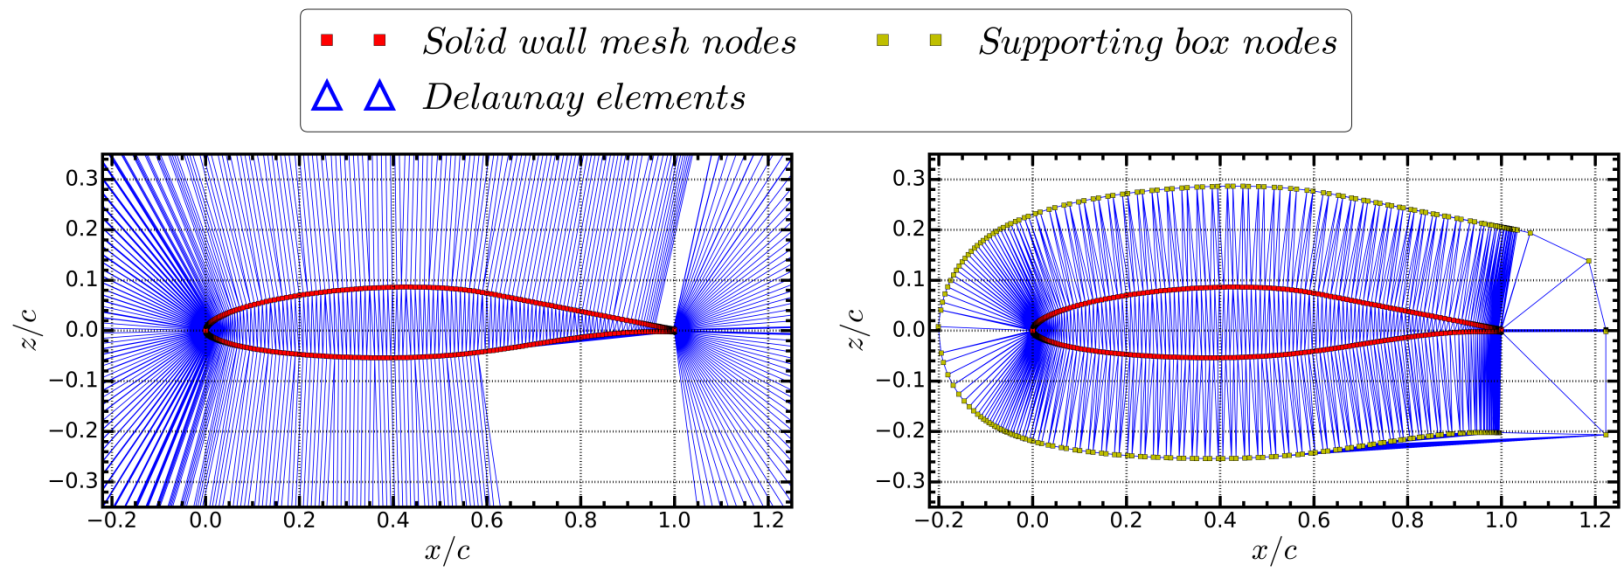 Solid wall mesh nodes
Supporting box nodes
Delaunay elements
0.3
0.2
0.1
0.0
−0.1
−0.2
−0.3
z/c
−0.2 0.0 0.2 0.4 0.6 0.8 1.0 1.2
x/c
0.3
0.2
0.1
0.0
−0.1
−0.2
−0.3
z/c
−0.2 0.0 0.2 0.4 0.6 0.8 1.0 1.2
x/c